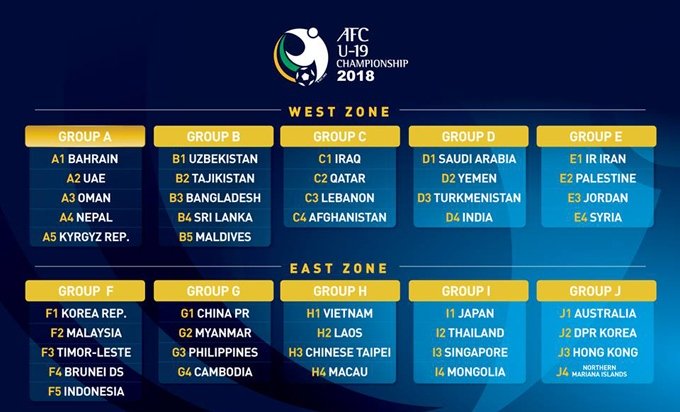 AFC
U-19
CHAMPIONSHIP
2018
WEST ZONE
GROUP A
A1 BAHRAIN
A2 UAE
A3 OMAN
A4 NEPAL
A5 KYRGYZ REP.
GROUP B
B1 UZBEKISTAN
B2 TAJIKISTAN
B3 BANGLADESH
B4 SRI LANKA
B5 MALDIVES
GROUP C
C1 IRAQ
C2 QATAR
C3 LEBANON
C4 AFGHANISTAN
GROUP D
D1 SAUDI ARABIA
D2 YEMEN
D3 TURKMENISTAN
D4 INDIA
GROUP E
E1 IR IRAN
E2 PALESTINE
E3 JORDAN
E4 SYRIA
EAST ZONE
GROUP F
F1 KOREA REP.
F2 MALAYSIA
F3 TIMOR-LESTE
F4 BRUNEI DS
F5 INDONESIA
GROUP G
G1 CHINA PR
G2 MYANMAR
G3 PHILIPPINES
G4 CAMBODIA
GROUP H
H1 VIETNAM
H2 LAOS
H3 CHINESE TAIPEI
H4 MACAU
GROUP I
I1 JAPAN
I2 THAILAND
I3 SINGAPORE
I4 MONGOLIA
GROUP J
J1 AUSTRALIA
J2 DPR KOREA
J3 HONG KONG
J4 NORTHERN
MARIANA ISLANDS